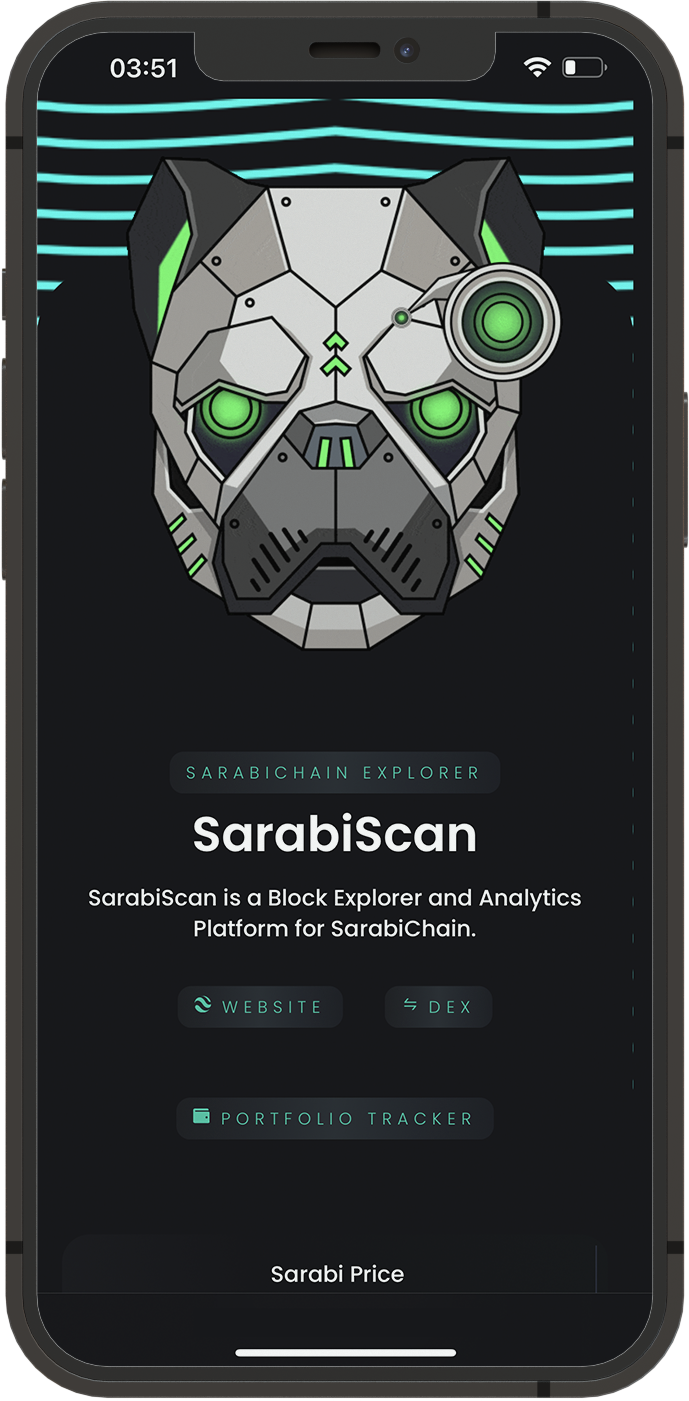 03:51
SARABICHAIN EXPLORER
SarabiScan
SarabiScan is a Block Explorer and Analytics
Platform for SarabiChain.
WEBSITE
DEX
PORTFOLIO TRACKER
Sarabi Price